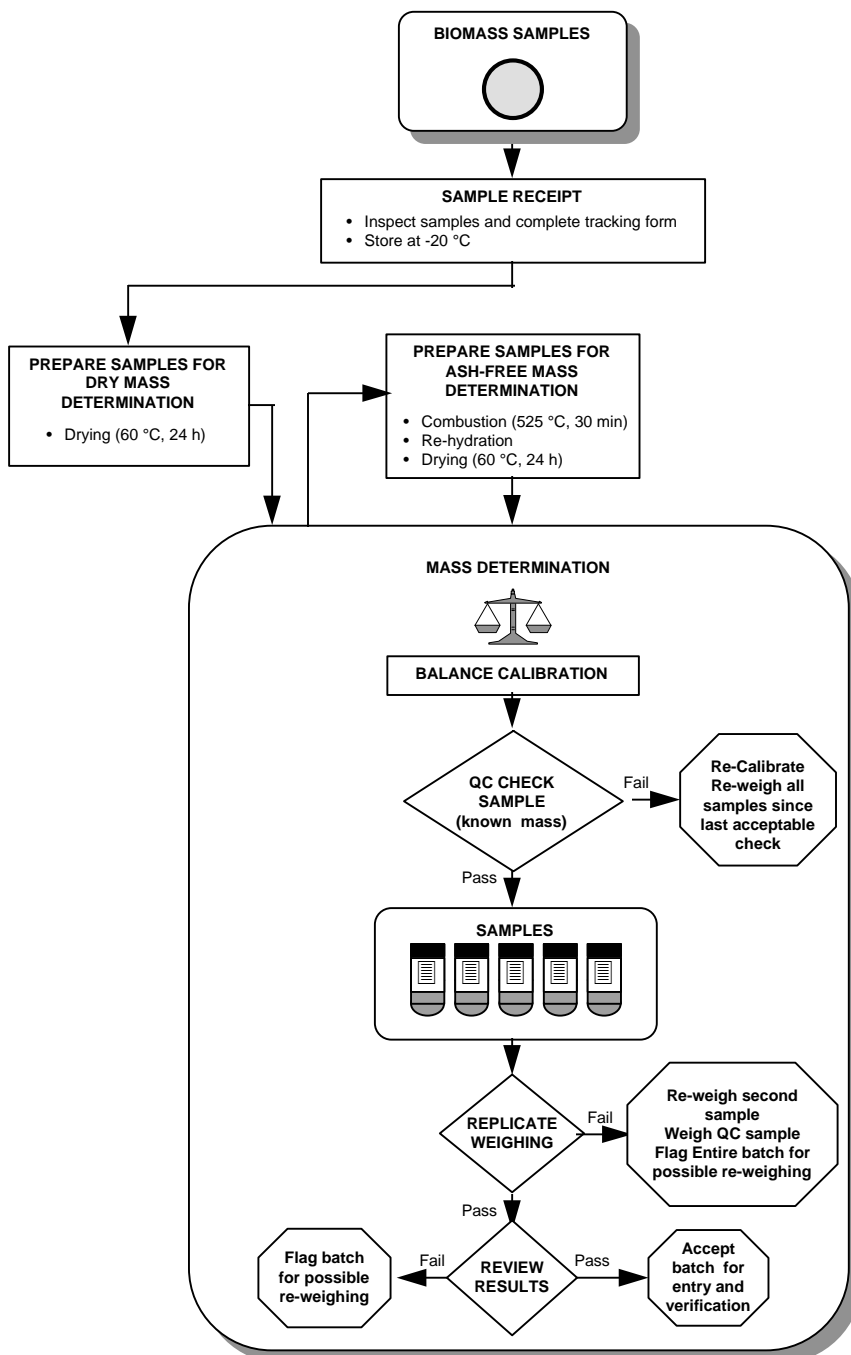 BIOMASS SAMPLES
SAMPLE RECEIPT
• Inspect samples and complete tracking form
• Store at -20 °C
PREPARE SAMPLES FOR
DRY MASS
DETERMINATION
• Drying (60 °C, 24 h)
PREPARE SAMPLES FOR
ASH-FREE MASS
DETERMINATION
• Combustion (525 °C, 30 min)
• Re-hydration
• Drying (60 °C, 24 h)
MASS DETERMINATION
BALANCE CALIBRATION
QC CHECK
SAMPLE
(known mass)
Fail
Re-Calibrate
Re-weigh all
samples since
last acceptable
check
Pass
SAMPLES
REPLICATE
WEIGHING
Fail
Re-weigh second
sample
Weigh QC sample
Flag Entire batch for
possible re-weighing
Pass
REVIEW
RESULTS
Fail
Flag batch
for possible
re-weighing
Pass
Accept
batch for
entry and
verification